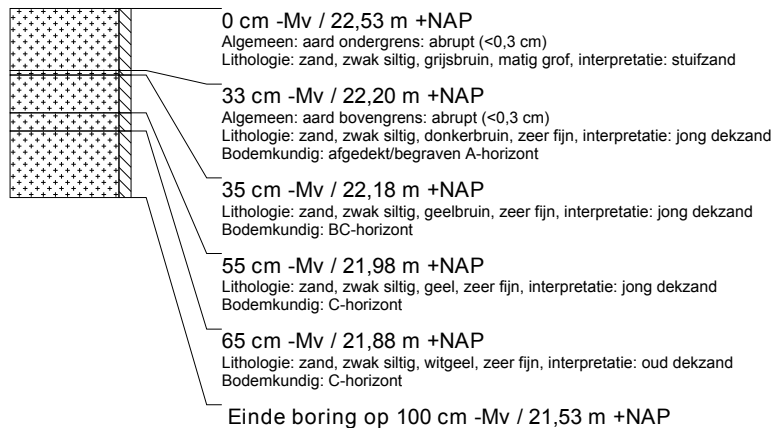 0 cm -Mv / 22,53 m +NAP
Algemeen: aard ondergrens: abrupt (<0,3 cm)
Lithologie: zand, zwak siltig, grijsbruin, matig grof, interpretatie: stuifzand
33 cm -Mv / 22,20 m +NAP
Algemeen: aard bovengrens: abrupt (<0,3 cm)
Lithologie: zand, zwak siltig, donkerbruin, zeer fijn, interpretatie: jong dekzand
Bodemkundig: afgedekt/begraven A-horizont
35 cm -Mv / 22,18 m +NAP
Lithologie: zand, zwak siltig, geelbruin, zeer fijn, interpretatie: jong dekzand
Bodemkundig: BC-horizont
55 cm -Mv / 21,98 m +NAP
Lithologie: zand, zwak siltig, geel, zeer fijn, interpretatie: jong dekzand
Bodemkundig: C-horizont
65 cm -Mv / 21,88 m +NAP
Lithologie: zand, zwak siltig, witgeel, zeer fijn, interpretatie: oud dekzand
Bodemkundig: C-horizont
Einde boring op 100 cm -Mv / 21,53 m +NAP